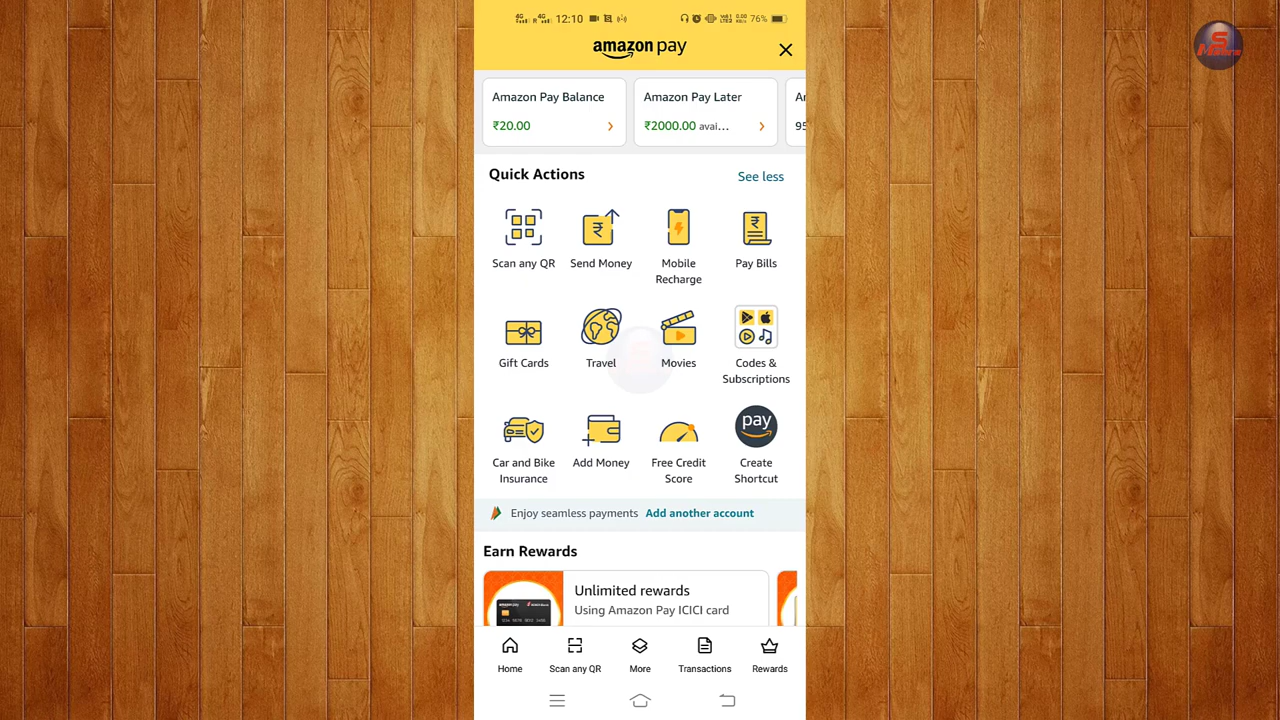 12:10
76%
amazon pay
Amazon Pay Balance
₹20.00
Amazon Pay Later
₹2000.00 avai...
Quick Actions
See less
Scan any QR
Send Money
Mobile
Recharge
Pay Bills
Gift Cards
Travel
Movies
Codes &
Subscriptions
Car and Bike
Insurance
Add Money
Free Credit
Score
pay
Create
Shortcut
Enjoy seamless payments Add another account
Earn Rewards
Unlimited rewards
Using Amazon Pay ICICI card
Home
Scan any QR
More
Transactions
Rewards